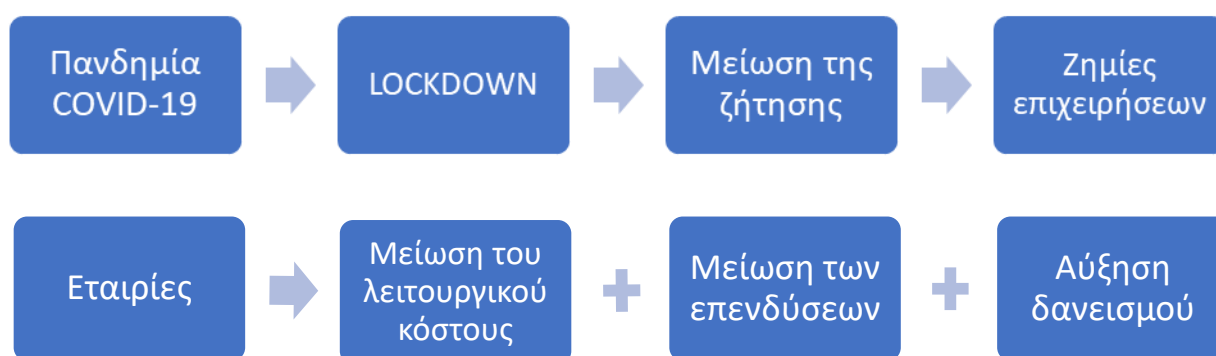 Πανδημία
COVID-19
LOCKDOWN
Μείωση της
ζήτησης
Ζημίες
επιχειρήσεων
Εταιρίες
Μείωση του
λειτουργικού
κόστους
Μείωση των
επενδύσεων
Αύξηση
δανεισμού